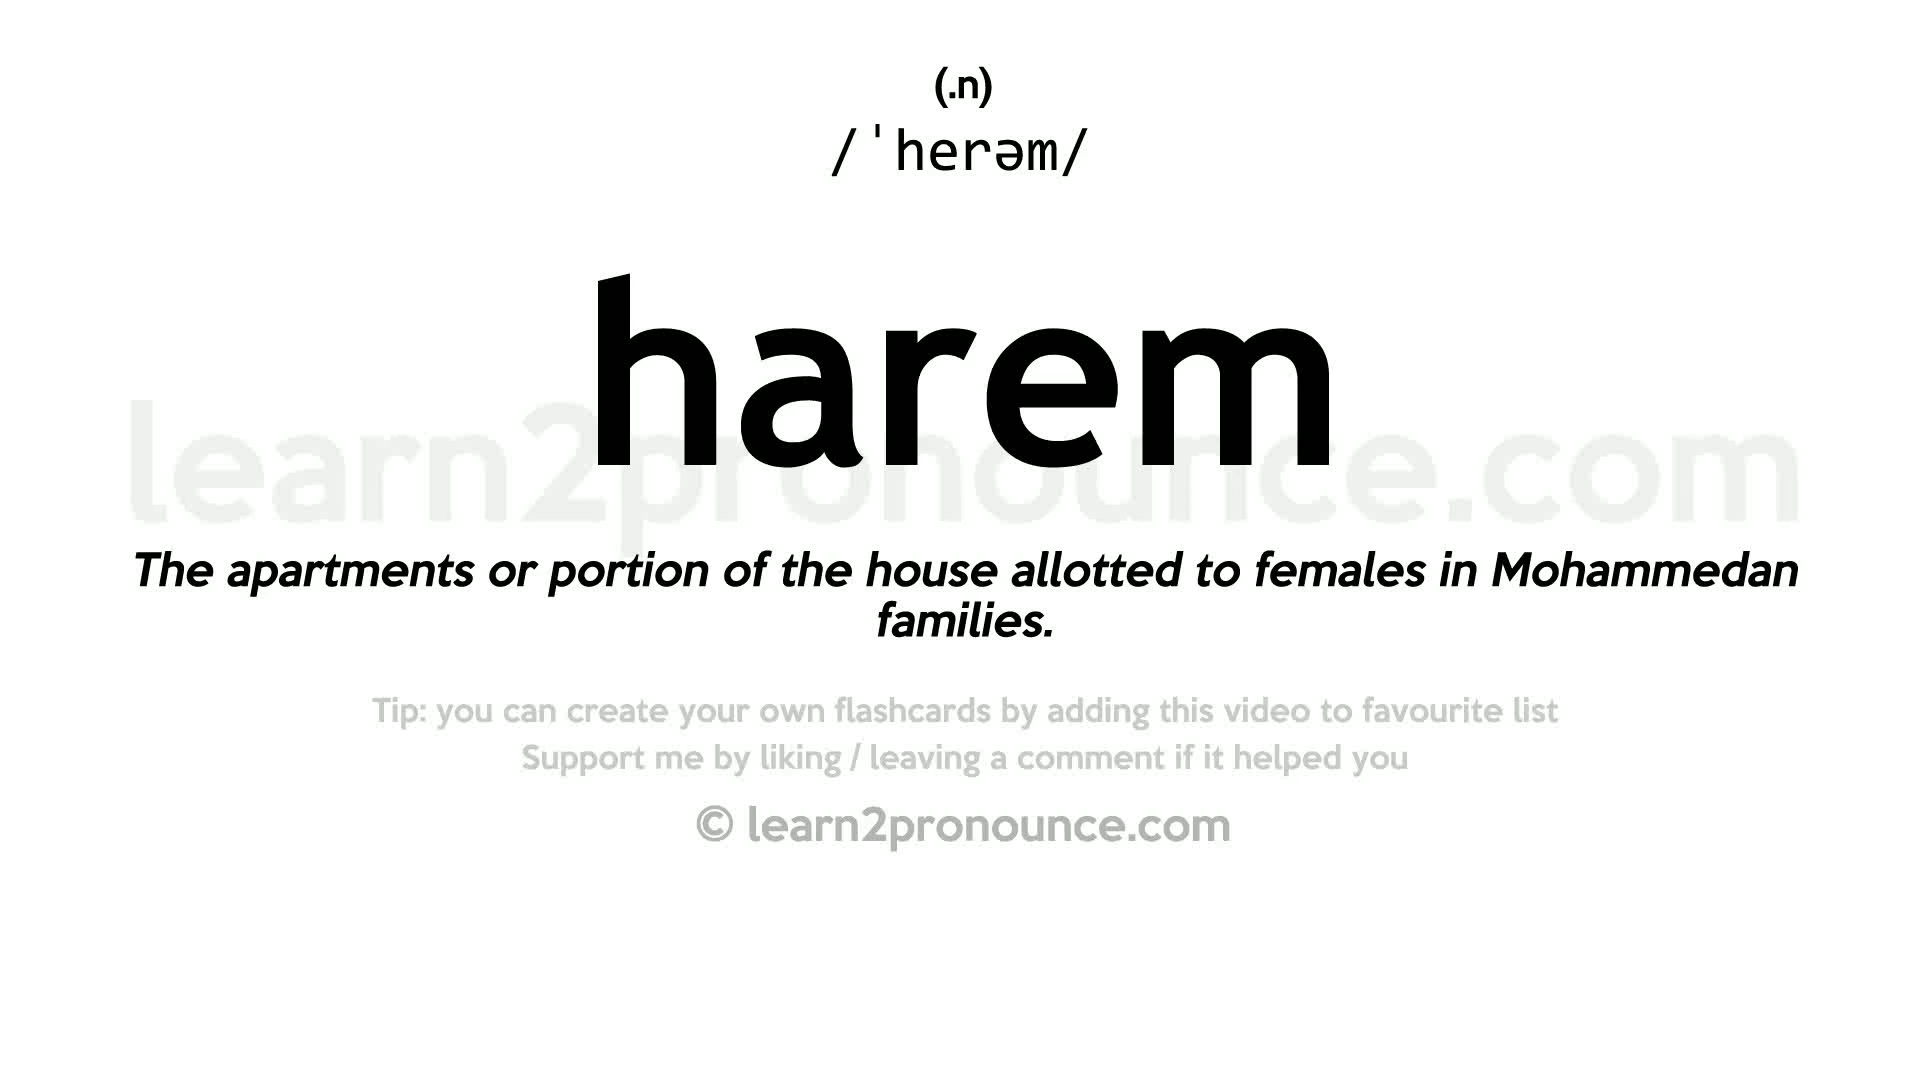 (.n)
/ˈherəm/
harem
learn2pronounce.com
The apartments or portion of the house allotted to females in Mohammedan
families.
Tip: you can create your own flashcards by adding this video to favourite list
Support me by liking / leaving a comment if it helped you
© learn2pronounce.com